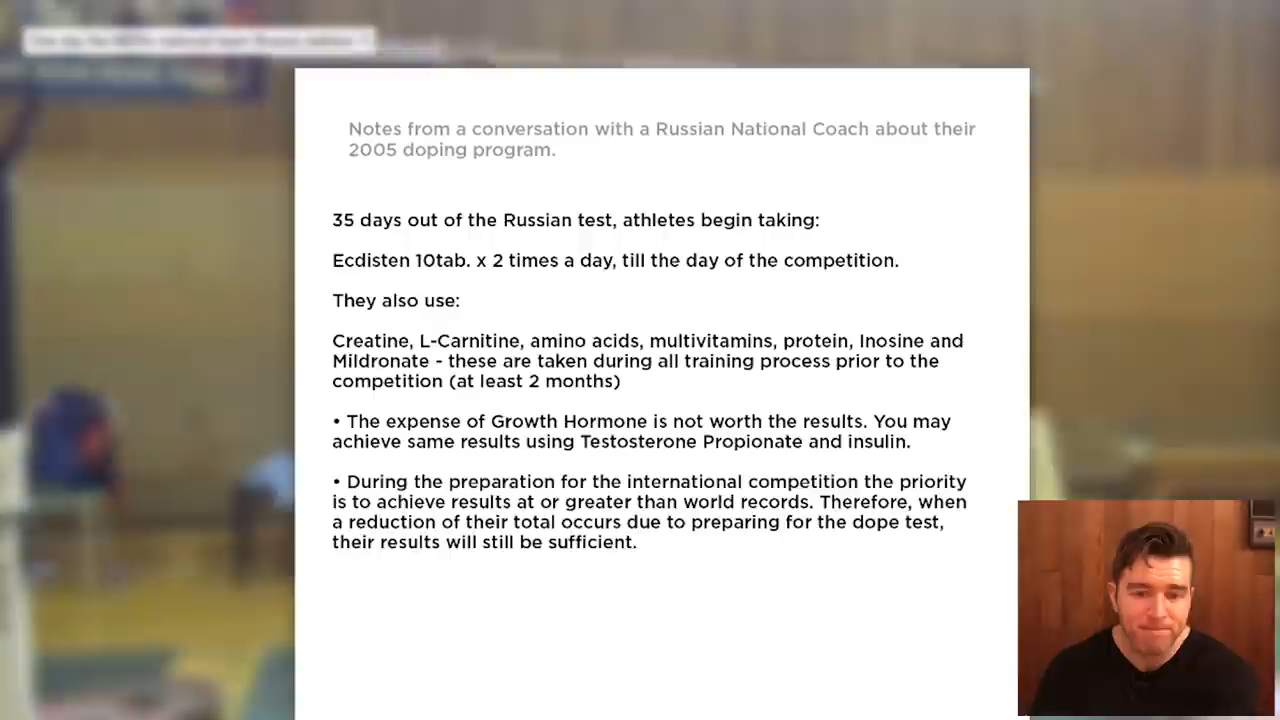 Notes from a conversation with a Russian National Coach about their
2005 doping program.
35 days out of the Russian test, athletes begin taking:
Ecdisten 10tab. x 2 times a day, till the day of the competition.
They also use:
Creatine, L-Carnitine, amino acids, multivitamins, protein, Inosine and
Mildronate - these are taken during all training process prior to the
competition (at least 2 months)
• The expense of Growth Hormone is not worth the results. You may
achieve same results using Testosterone Propionate and insulin.
• During the preparation for the international competition the priority
is to achieve results at or greater than world records. Therefore, when
a reduction of their total occurs due to preparing for the dope test,
their results will still be sufficient.